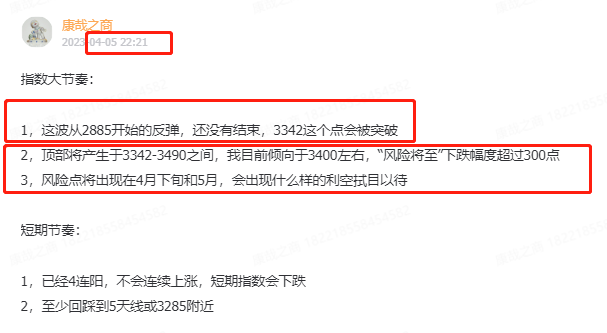 康哉之商
2023-04-05 22:21
指数大节奏：
1，这波从2885开始的反弹，还没有结束，3342这个点会被突破
2，顶部将产生于3342-3490之间，我目前倾向于3400左右，“风险将至”下跌幅度超过300点
3，风险点将出现在4月下旬和5月，会出现什么样的利空拭目以待
短期节奏：
1，已经4连阳，不会连续上涨，短期指数会下跌
2，至少回踩到5天线或3285附近